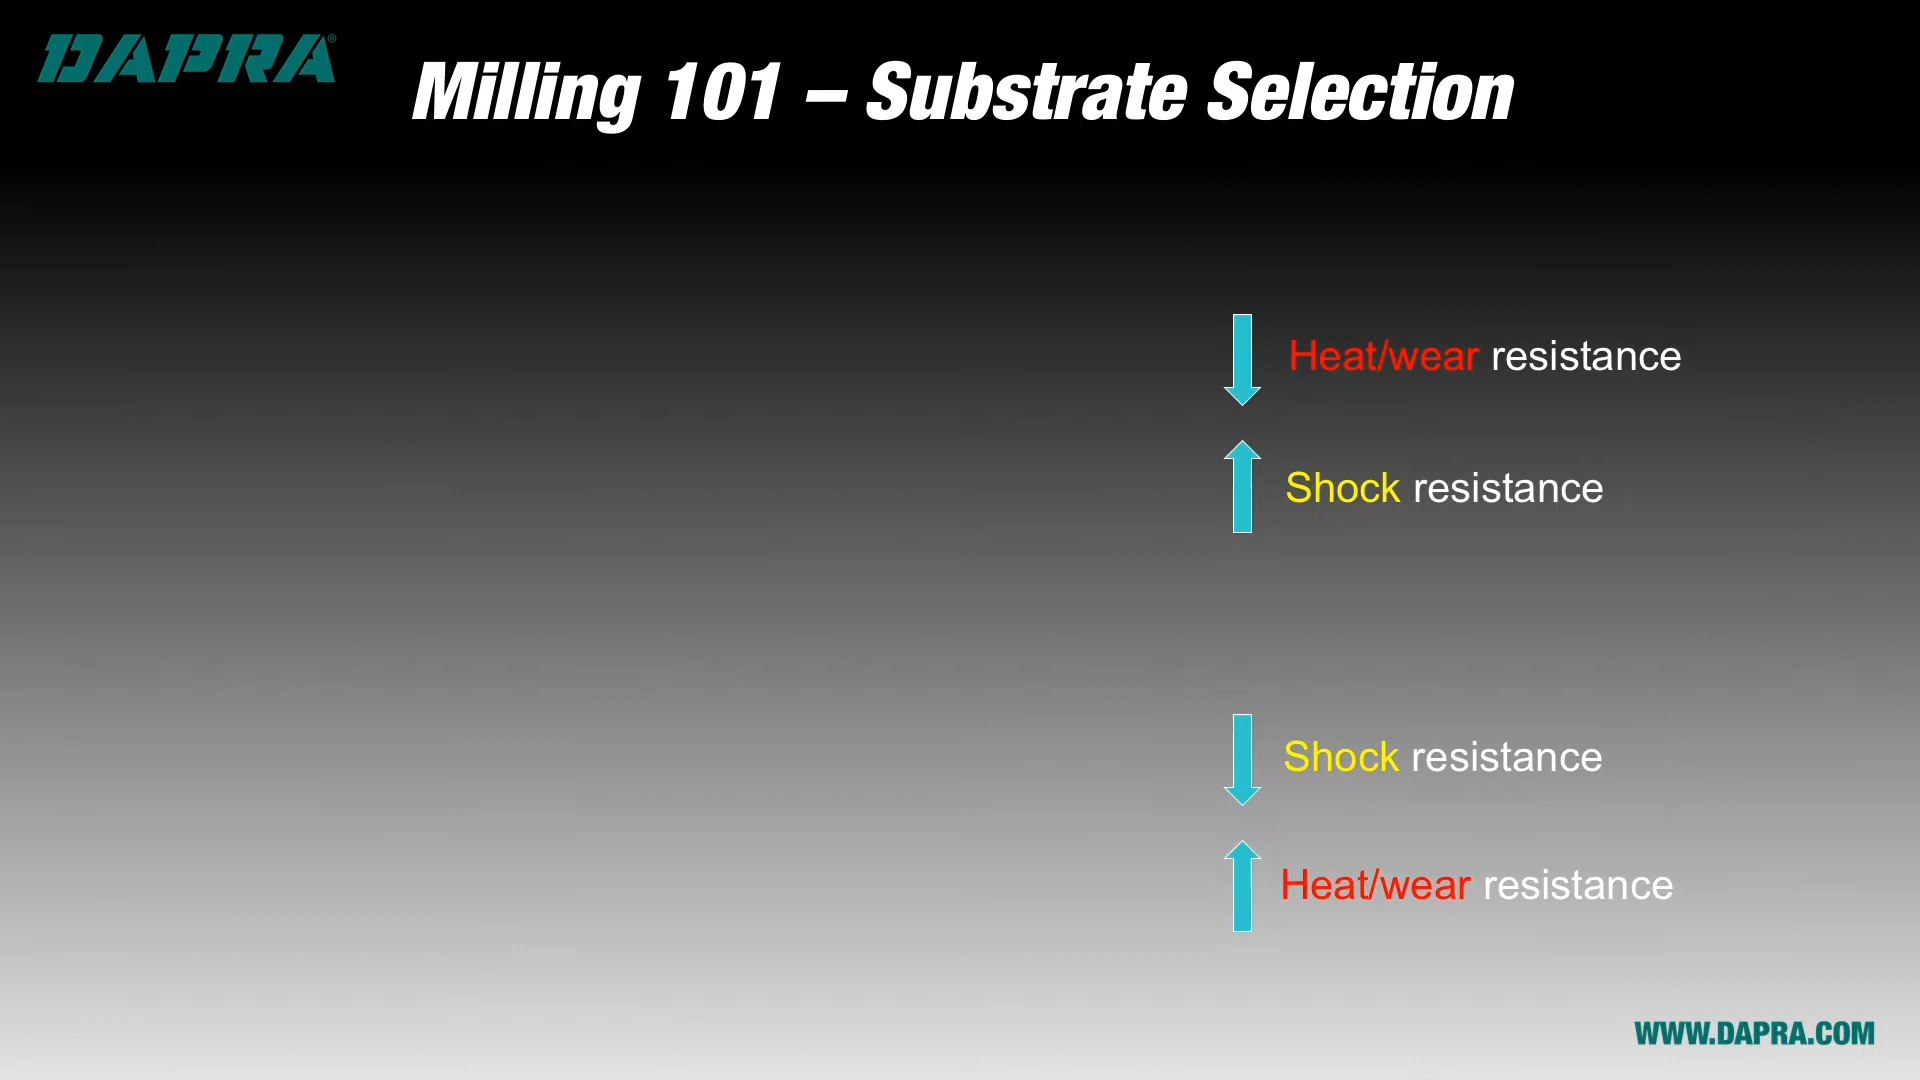 DAPRA®
Milling 101 – Substrate Selection
Heat/wear resistance
Shock resistance
Shock resistance
Heat/wear resistance
WWW.DAPRA.COM